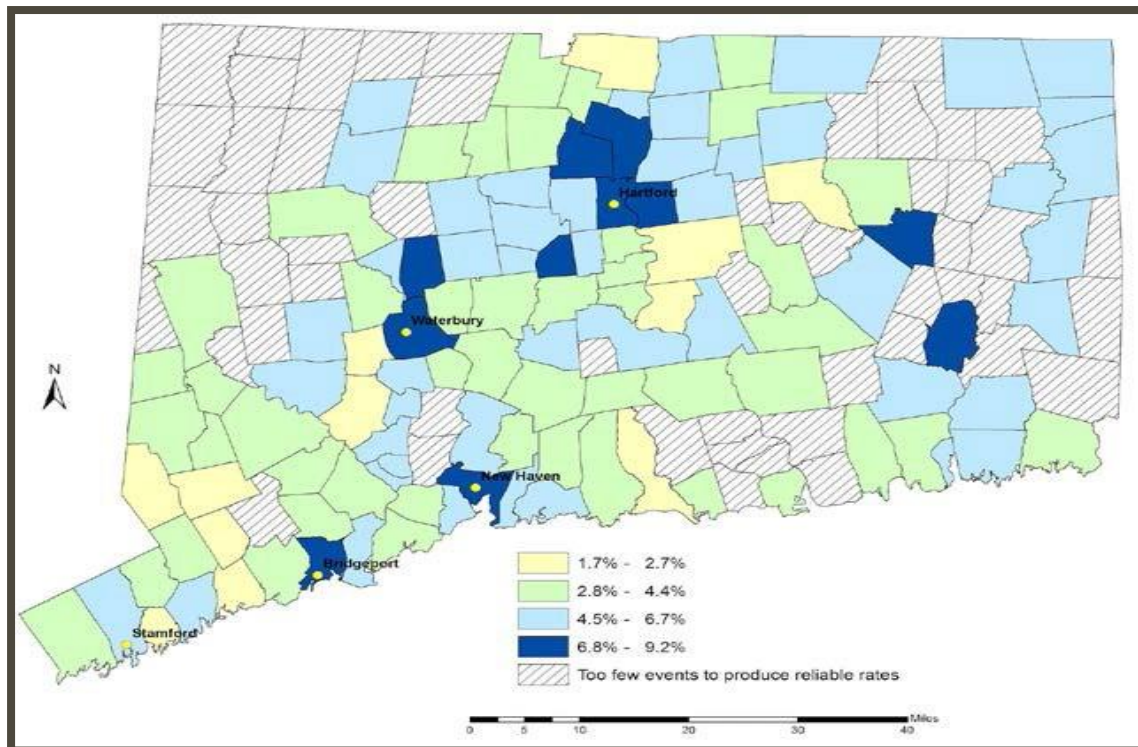 Hartford
Waterbury
N
New Haven
Bridgeport
Stamford
1.7% - 2.7%
2.8% - 4.4%
4.5% - 6.7%
6.8% - 9.2%
Too few events to produce reliable rates
Miles
0 5 10 20 30 40